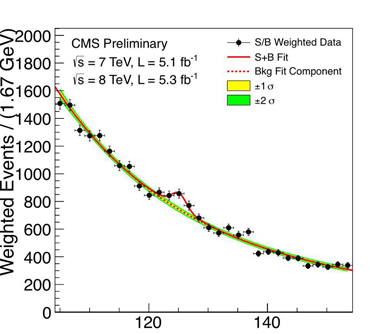 Weighted Events / (1.67 GeV)
2000
1800
1600
1400
1200
1000
800
600
400
200
0
120
140
CMS Preliminary
√s = 7 TeV, L = 5.1 fb⁻¹
√s = 8 TeV, L = 5.3 fb⁻¹
S/B Weighted Data
S+B Fit
Bkg Fit Component
±1 σ
±2 σ